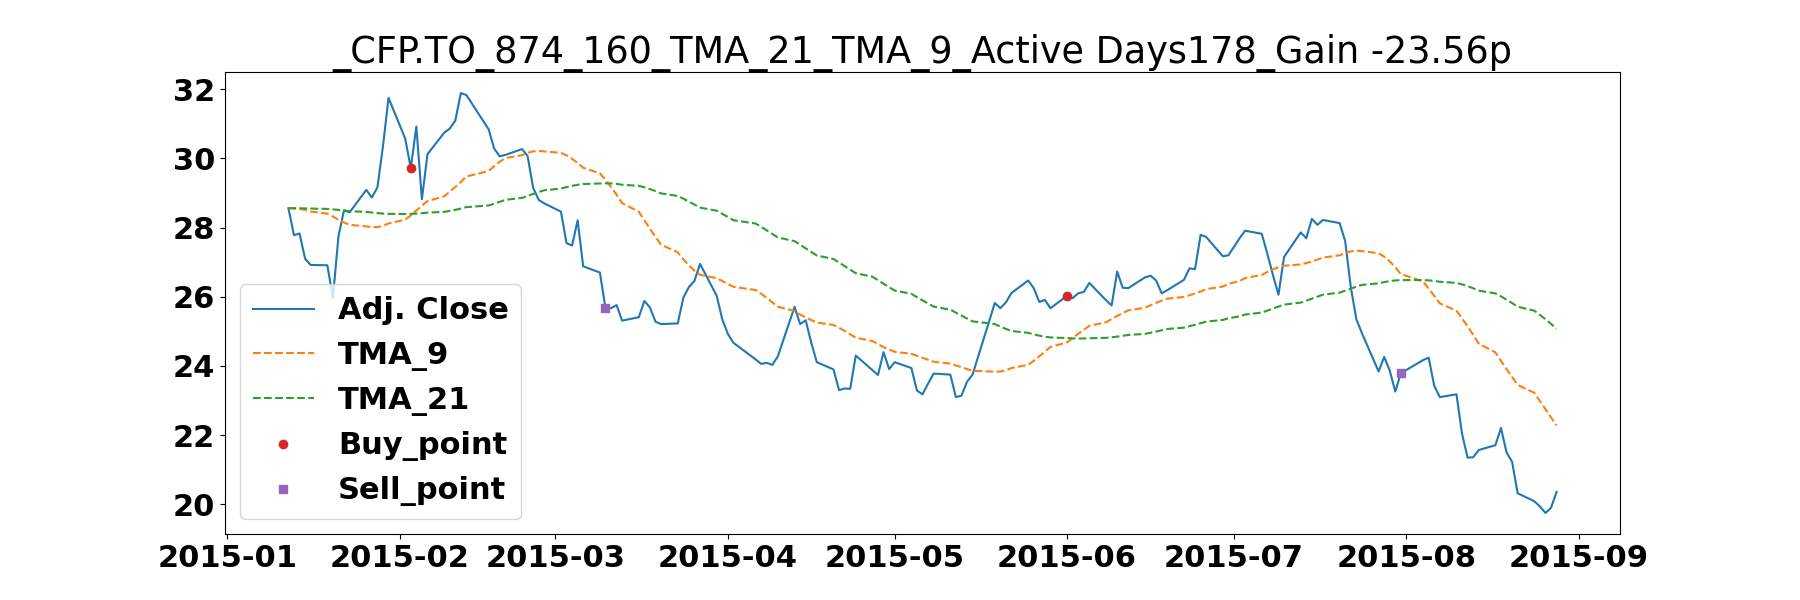 _CFP.TO_874_160_TMA_21_TMA_9_Active Days178_Gain -23.56p
32
30
28
26
24
22
20
Adj. Close
TMA_9
TMA_21
Buy_point
Sell_point
2015-01 2015-02 2015-03 2015-04 2015-05 2015-06 2015-07 2015-08 2015-09